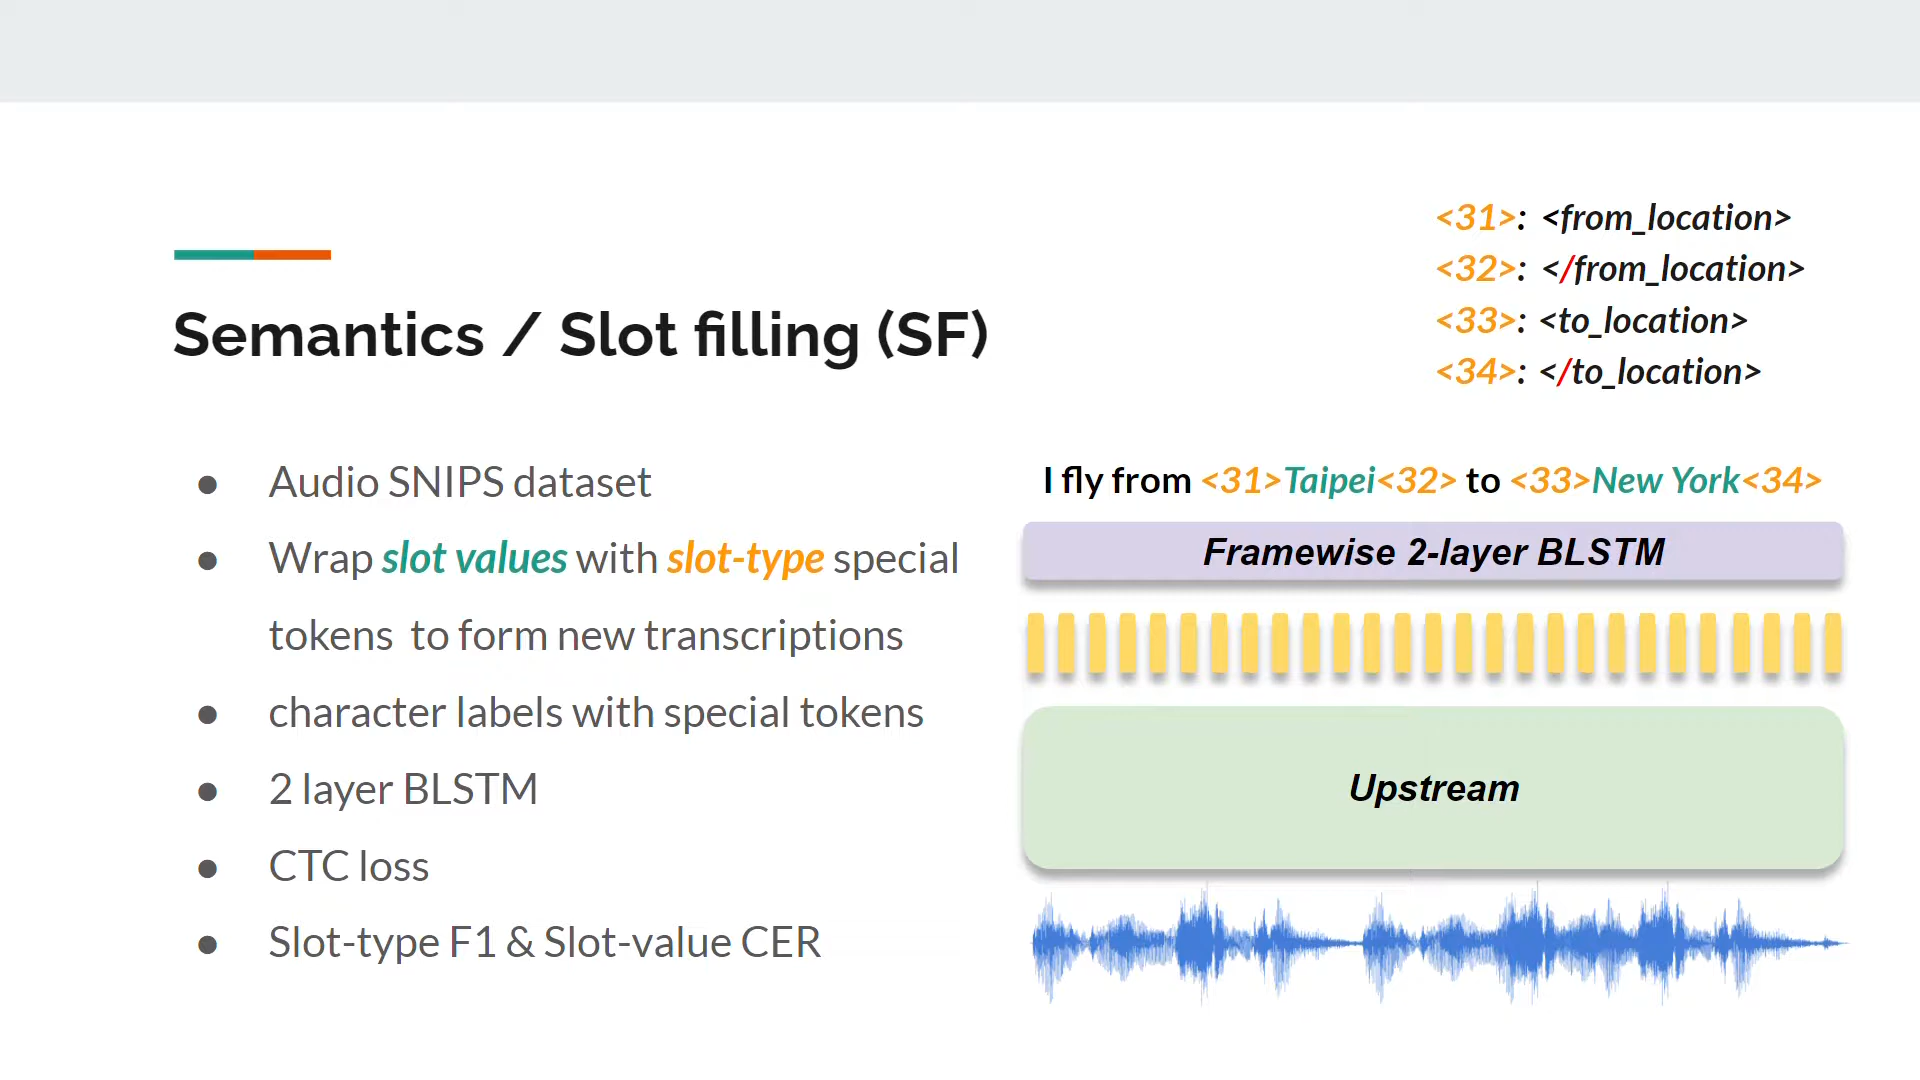 Semantics / Slot filling (SF)
● Audio SNIPS dataset
● Wrap slot values with slot-type special
tokens to form new transcriptions
● character labels with special tokens
● 2 layer BLSTM
● CTC loss
● Slot-type F1 & Slot-value CER
<31>: <from_location>
<32>: </from_location>
<33>: <to_location>
<34>: </to_location>
I fly from <31>Taipei<32> to <33>New York<34>
Framewise 2-layer BLSTM
Upstream